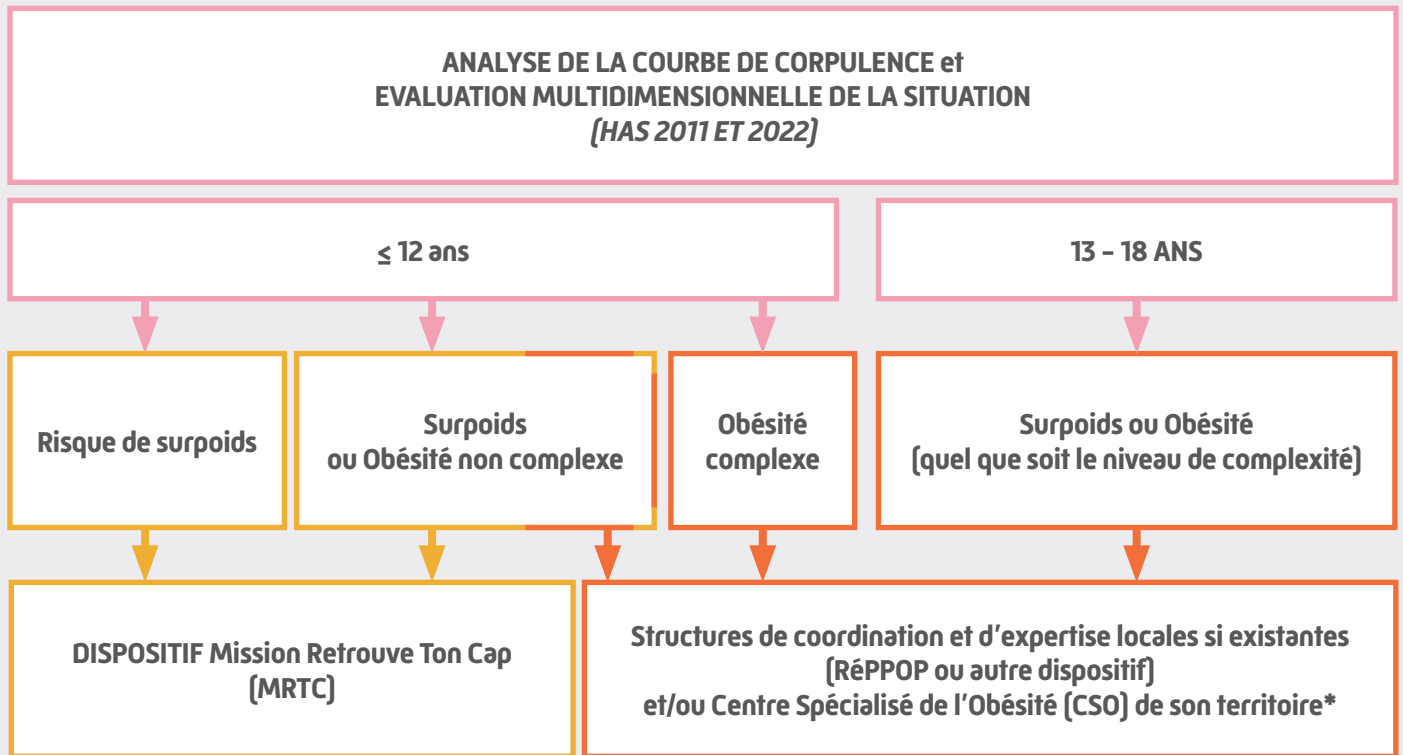 ANALYSE DE LA COURBE DE CORPULENCE et
EVALUATION MULTIDIMENSIONNELLE DE LA SITUATION
(HAS 2011 ET 2022)
≤ 12 ans
13 – 18 ANS
Risque de surpoids
Surpoids
ou Obésité non complexe
Obésité
complexe
Surpoids ou Obésité
(quel que soit le niveau de complexité)
DISPOSITIF Mission Retrouve Ton Cap
(MRTC)
Structures de coordination et d'expertise locales si existantes
(RéPPOP ou autre dispositif)
et/ou Centre Spécialisé de l'Obésité (CSO) de son territoire*